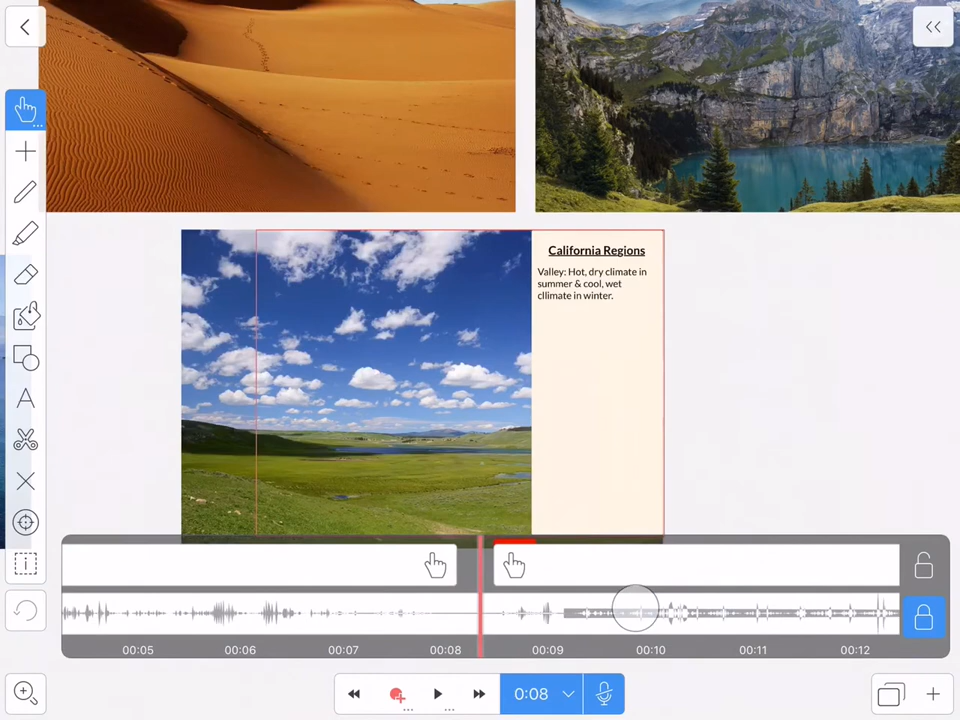 California Regions
Valley: Hot, dry climate in
summer & cool, wet
cllimate in winter.
00:05
00:06
00:07
00:08
00:09
00:10
00:11
00:12
0:08